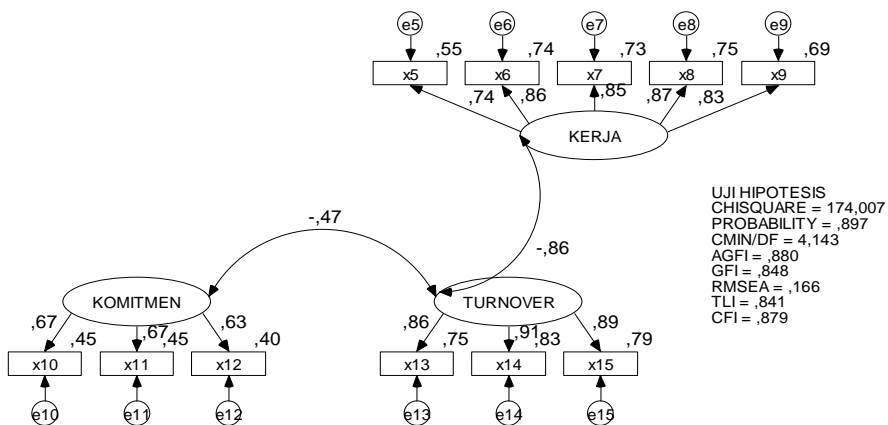 e5 e6 e7 e8 e9
,55 ,74 ,73 ,75 ,69
x5 x6 x7 x8 x9
,74 ,86 ,85 ,87 ,83
KERJA
UJI HIPOTESIS
CHISQUARE = 174,007
PROBABILITY = ,897
CMIN/DF = 4,143
AGFI = ,880
GFI = ,848
RMSEA = ,166
TLI = ,841
CFI = ,879
-,47
-,86
KOMITMEN TURNOVER
,67 ,67 ,63 ,86 ,91 ,89
,45 ,45 ,40 ,75 ,83 ,79
x10 x11 x12 x13 x14 x15
e10 e11 e12 e13 e14 e15